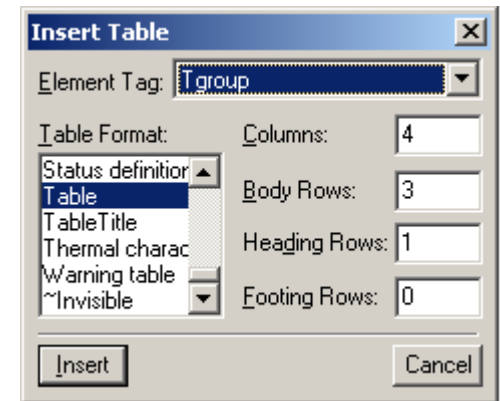 Insert Table
Element Tag: Tgroup
Table Format:
Status definition
Table
TableTitle
Thermal charac
Warning table
~Invisible
Columns: 4
Body Rows: 3
Heading Rows: 1
Footing Rows: 0
Insert
Cancel